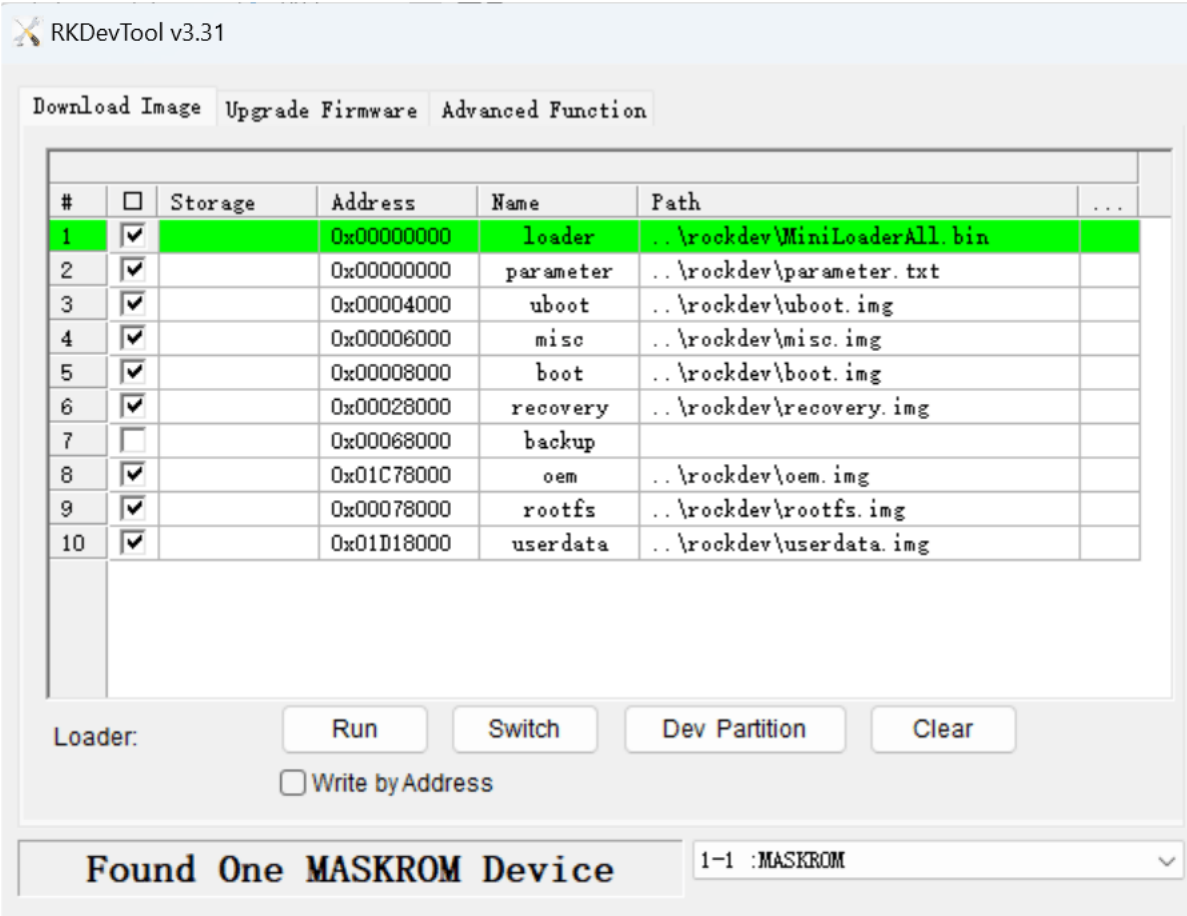 RKDevTool v3.31
Download Image Upgrade Firmware Advanced Function
# Storage Address Name Path ...
1 0x00000000 loader ..\rockdev\MiniLoaderAll.bin
2 0x00000000 parameter ..\rockdev\parameter.txt
3 0x00004000 uboot ..\rockdev\uboot.img
4 0x00006000 misc ..\rockdev\misc.img
5 0x00008000 boot ..\rockdev\boot.img
6 0x00028000 recovery ..\rockdev\recovery.img
7 0x00068000 backup
8 0x01C78000 oem ..\rockdev\oem.img
9 0x00078000 rootfs ..\rockdev\rootfs.img
10 0x01D18000 userdata ..\rockdev\userdata.img
Loader: Run Switch Dev Partition Clear
Write by Address
Found One MASKROM Device 1-1 :MASKROM